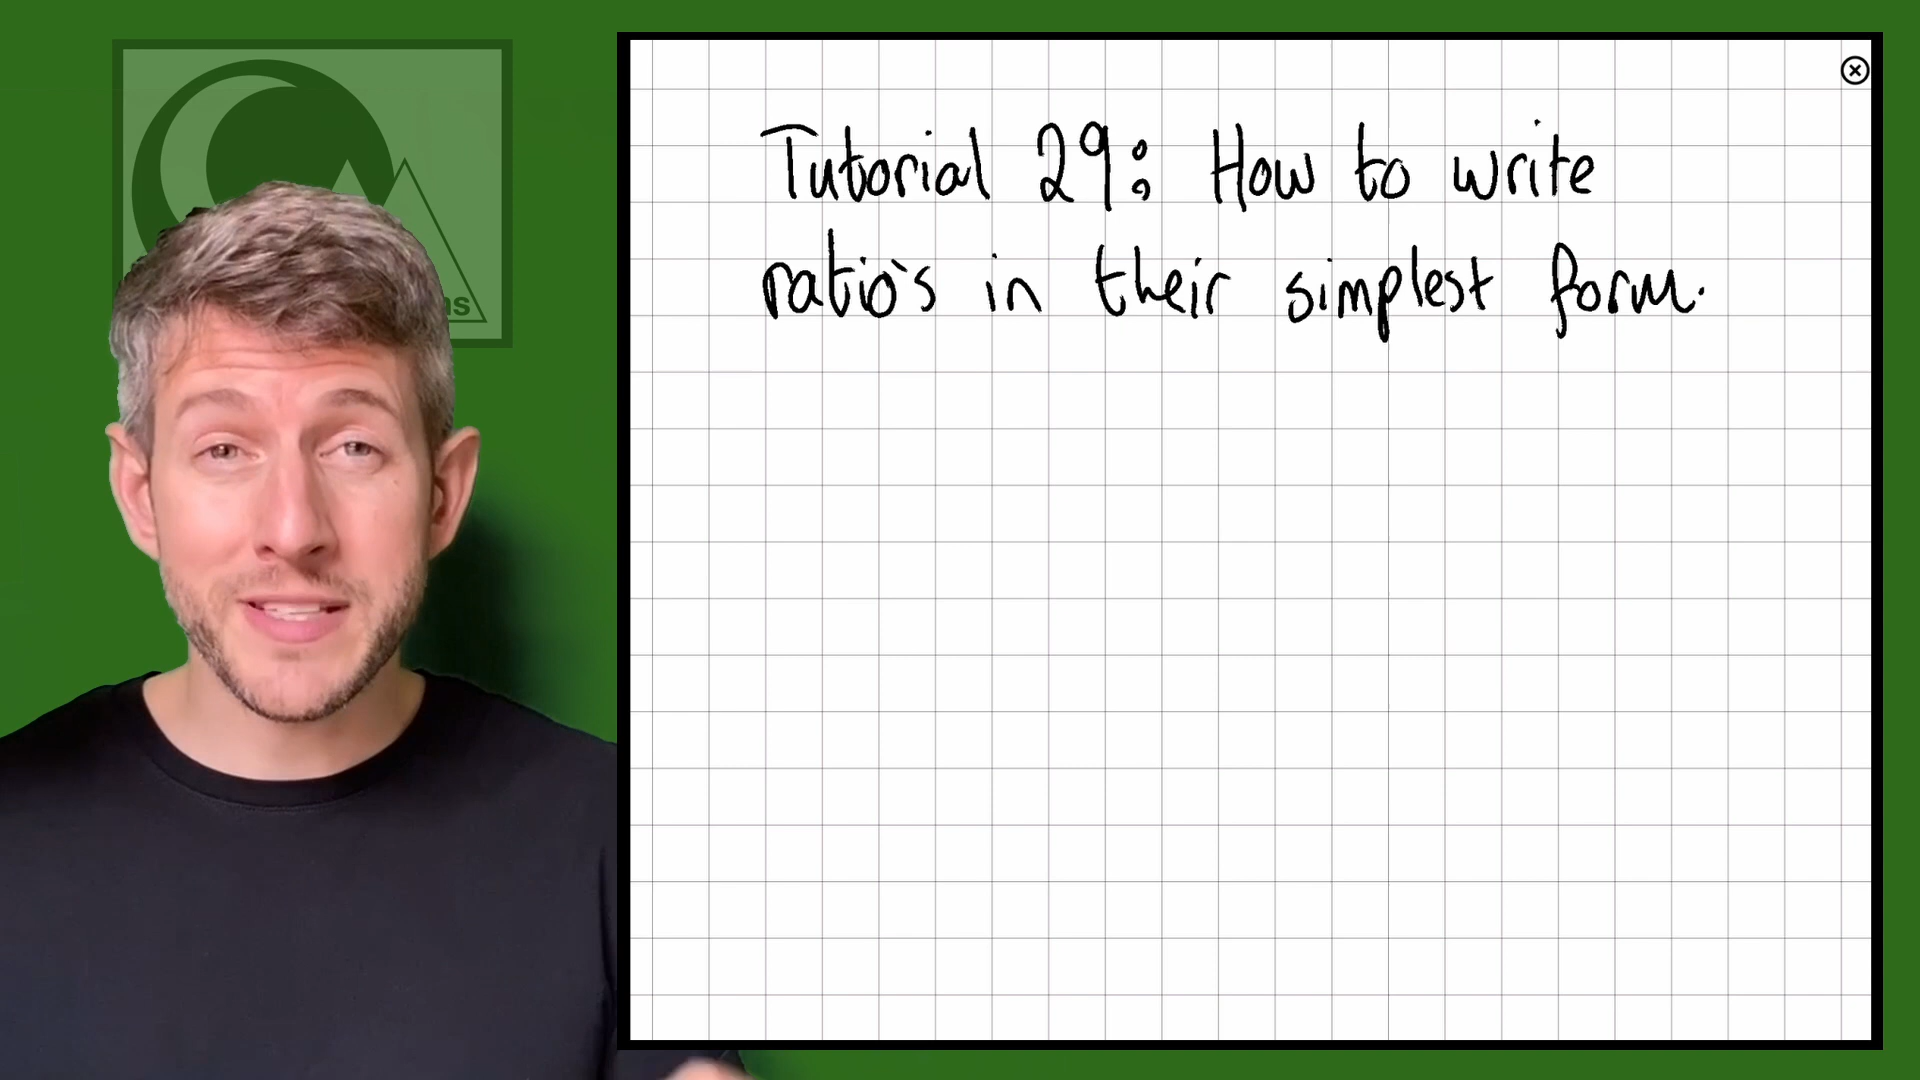 Tutorial 29: How to write
ratio's in their simplest form.